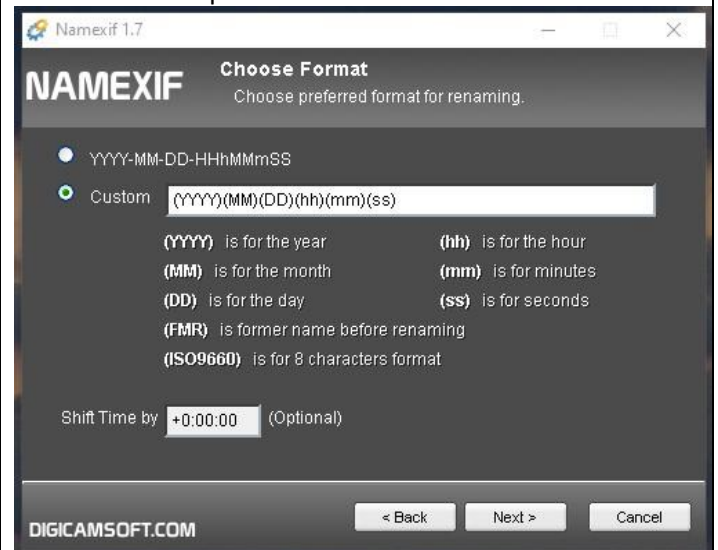 Namexif 1.7
NAMEXIF
Choose Format
Choose preferred format for renaming.
YYYY-MM-DD-HHhMMmSS
Custom (YYYY)(MM)(DD)(hh)(mm)(ss)
(YYYY) is for the year (hh) is for the hour
(MM) is for the month (mm) is for minutes
(DD) is for the day (ss) is for seconds
(FMR) is former name before renaming
(ISO9660) is for 8 characters format
Shift Time by +0:00:00 (Optional)
DIGICAMSOFT.COM < Back Next > Cancel